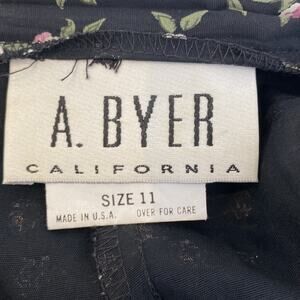 A. BYER
CALIFORNIA
SIZE 11
MADE IN U.S.A. OVER FOR CARE